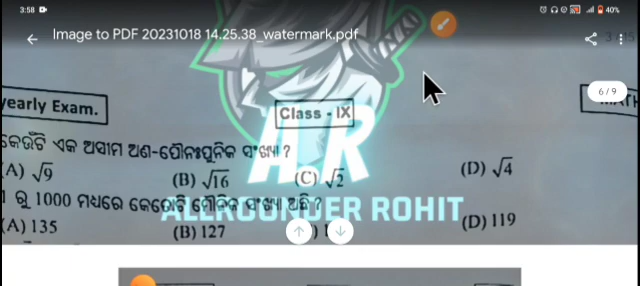 3:58
40%
Image to PDF 20231018 14.25.38_watermark.pdf
6/9
yearly Exam.
Class - IX
କେଉଁଟି ଏକ ଅସୀମ ଅଣ-ପୌନଃପୁନିକ ସଂଖ୍ୟା ?
(A) √9 (B) √16 (C) √2 (D) √4
1 ରୁ 1000 ମଧ୍ୟରେ କେତୋଟି ମୌଳିକ ସଂଖ୍ୟା ଅଛି ?
A.R
ALLROUNDER ROHIT
(A) 135 (B) 127 (D) 119